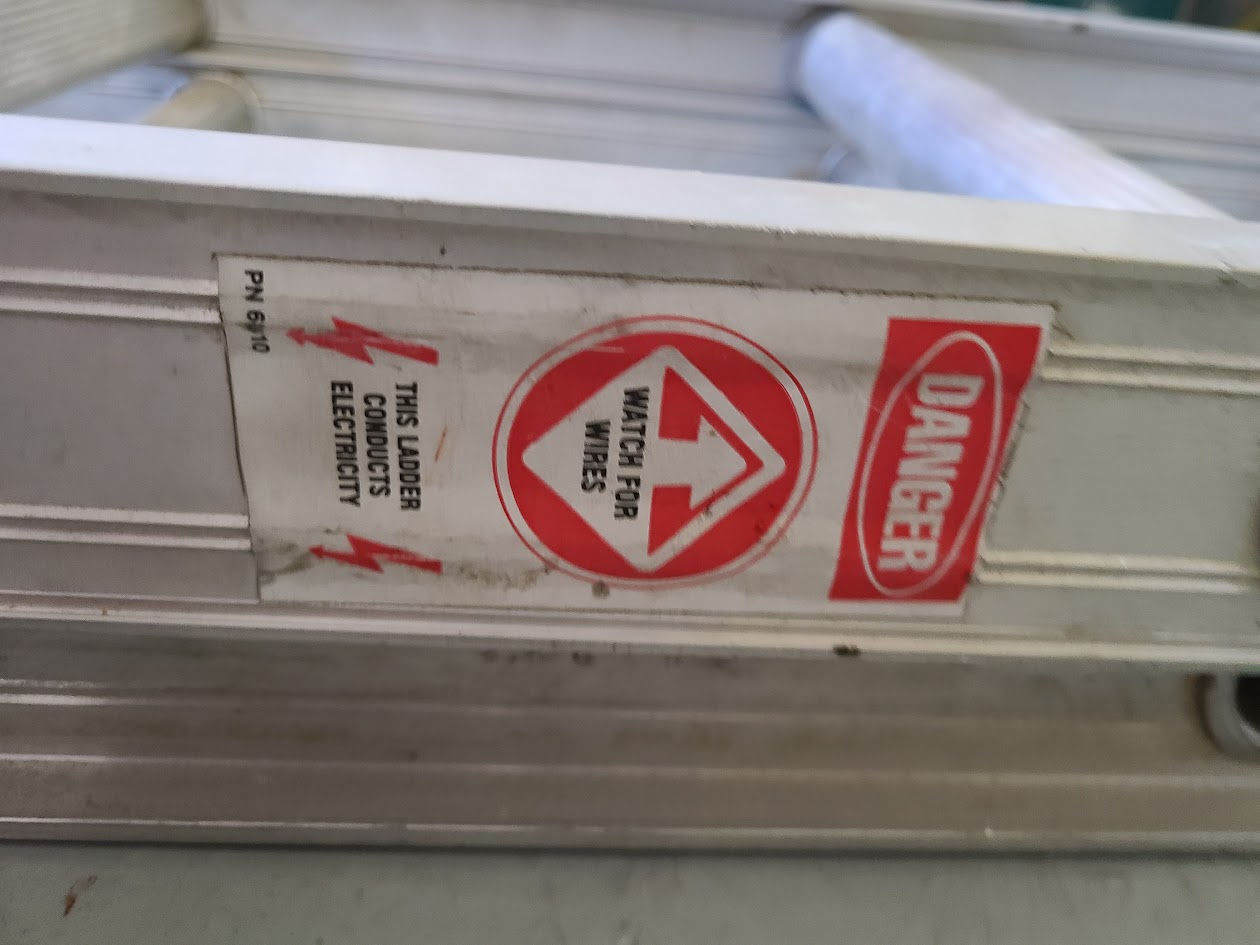 DANGER
WATCH FOR
WIRES
THIS LADDER
CONDUCTS
ELECTRICITY
PN